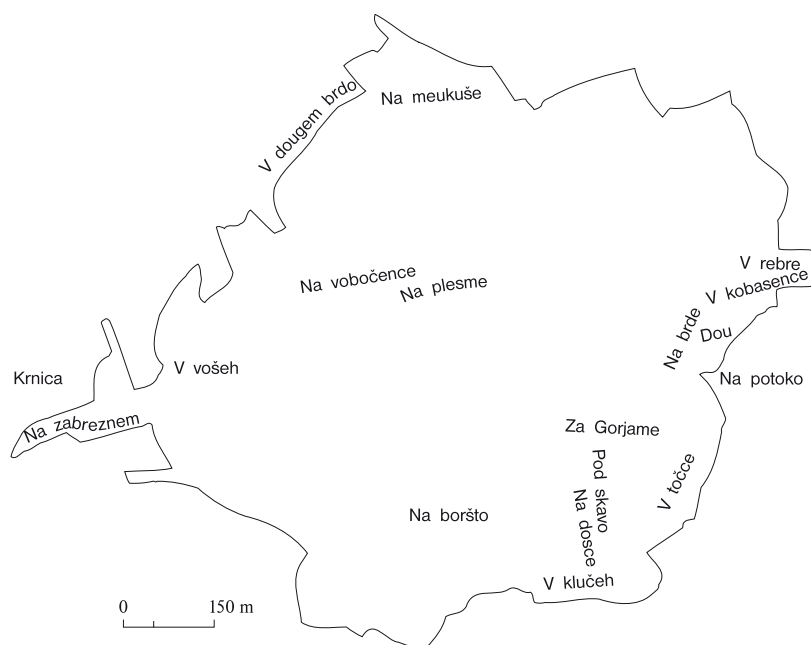 Na meukuše
V dougem brdo
V rebre
Na vobočence
Na plesme
V kobasence
Na brde
Dou
V vošeh
Krnica
Na potoko
Na zabreznem
Za Gorjame
Pod skavo
V točce
Na boršto
Na dosce
V klučeh
0 150 m